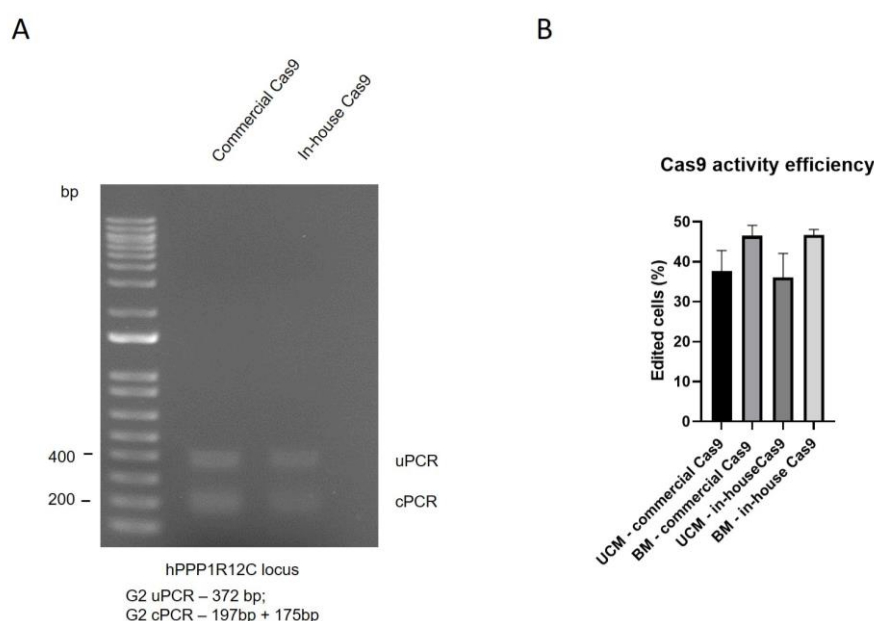 A
Commercial Cas9
In-house Cas9
bp
400
200
uPCR
cPCR
hPPP1R12C locus
G2 uPCR – 372 bp;
G2 cPCR – 197bp + 175bp
B
Cas9 activity efficiency
Edited cells (%)
50
40
30
20
10
0
UCM - commercial Cas9
BM - commercial Cas9
UCM - in-houseCas9
BM - in-house Cas9